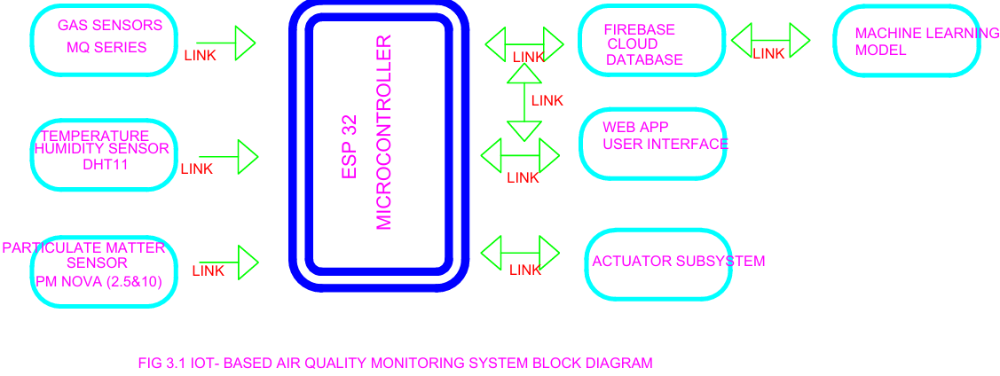 GAS SENSORS
MQ SERIES
LINK
TEMPERATURE
HUMIDITY SENSOR
DHT11
LINK
PARTICULATE MATTER
SENSOR
PM NOVA (2.5&10)
LINK
ESP 32
MICROCONTROLLER
LINK
FIREBASE
CLOUD
DATABASE
LINK
MACHINE LEARNING
MODEL
LINK
LINK
WEB APP
USER INTERFACE
LINK
ACTUATOR SUBSYSTEM
FIG 3.1 IOT- BASED AIR QUALITY MONITORING SYSTEM BLOCK DIAGRAM